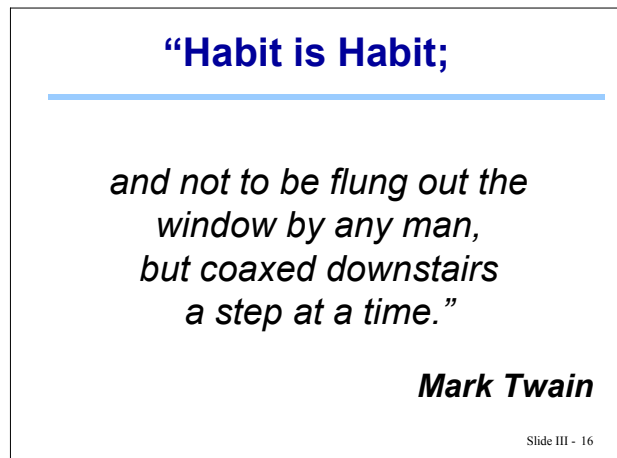 “Habit is Habit;
and not to be flung out the
window by any man,
but coaxed downstairs
a step at a time.”
Mark Twain
Slide III - 16